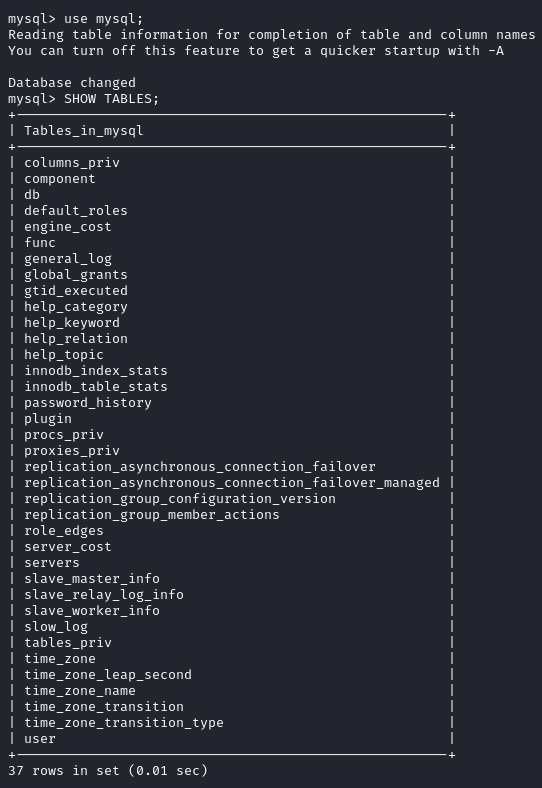 mysql> use mysql;
Reading table information for completion of table and column names
You can turn off this feature to get a quicker startup with -A
Database changed
mysql> SHOW TABLES;
+------------------------------------------------------+
| Tables_in_mysql                                      |
+------------------------------------------------------+
| columns_priv                                         |
| component                                            |
| db                                                   |
| default_roles                                        |
| engine_cost                                          |
| func                                                 |
| general_log                                          |
| global_grants                                        |
| gtid_executed                                        |
| help_category                                        |
| help_keyword                                         |
| help_relation                                        |
| help_topic                                           |
| innodb_index_stats                                   |
| innodb_table_stats                                   |
| password_history                                     |
| plugin                                               |
| procs_priv                                           |
| proxies_priv                                         |
| replication_asynchronous_connection_failover         |
| replication_asynchronous_connection_failover_managed |
| replication_group_configuration_version              |
| replication_group_member_actions                     |
| role_edges                                           |
| server_cost                                          |
| servers                                              |
| slave_master_info                                    |
| slave_relay_log_info                                 |
| slave_worker_info                                    |
| slow_log                                             |
| tables_priv                                          |
| time_zone                                            |
| time_zone_leap_second                                |
| time_zone_name                                       |
| time_zone_transition                                 |
| time_zone_transition_type                            |
| user                                                 |
+------------------------------------------------------+
37 rows in set (0.01 sec)